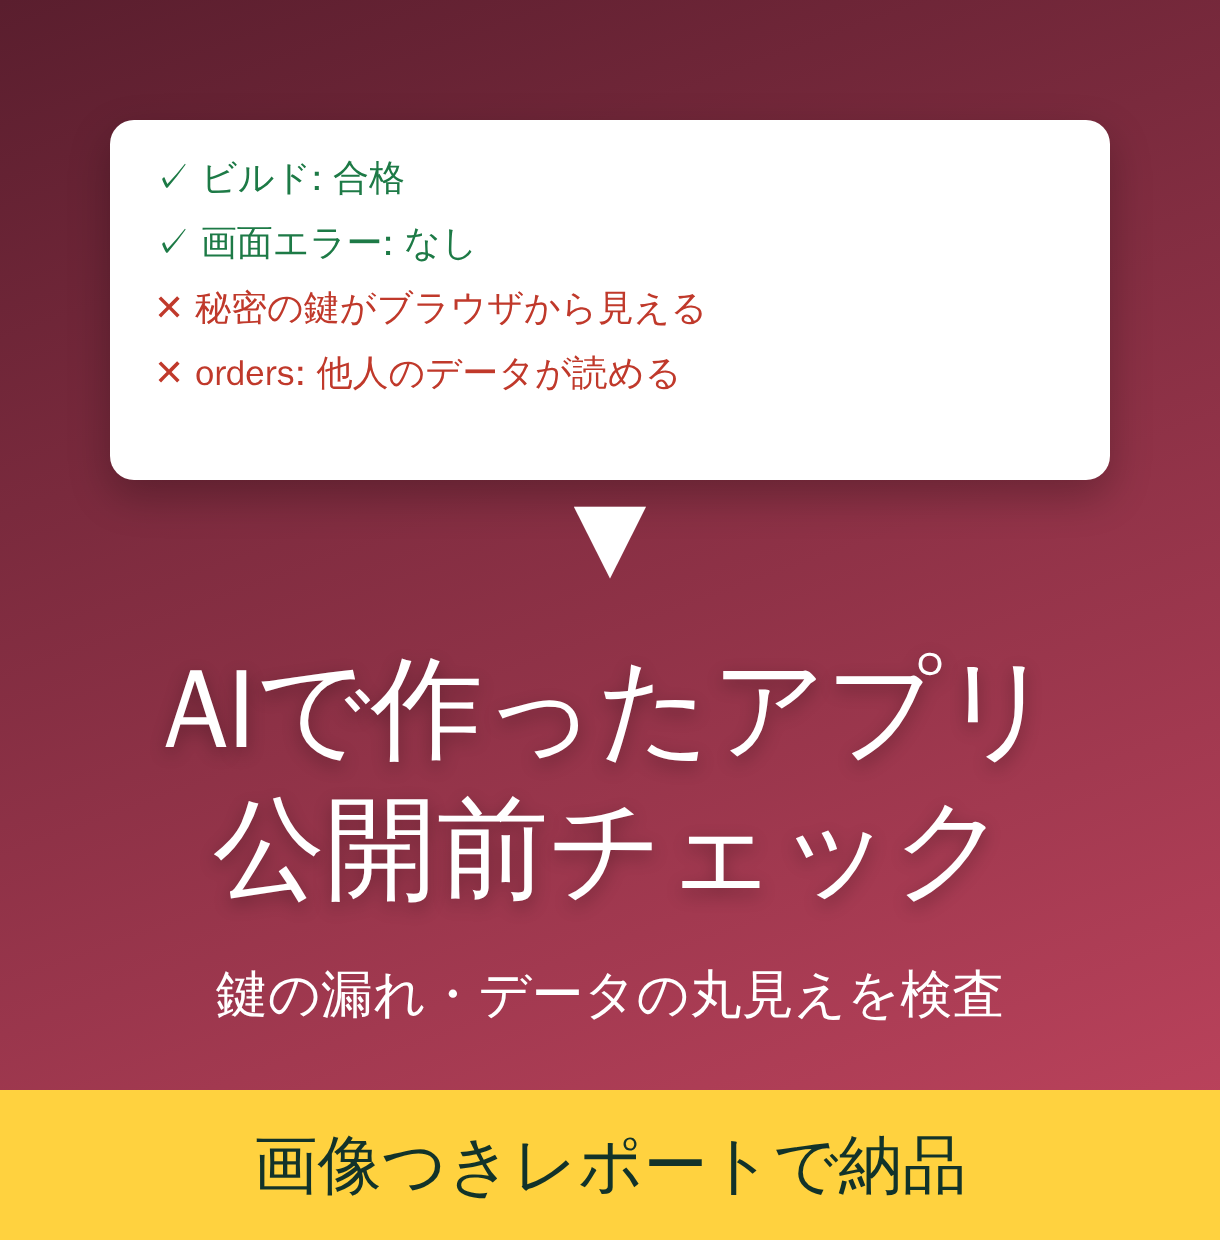 ✓ ビルド: 合格
✓ 画面エラー: なし
✕ 秘密の鍵がブラウザから見える
✕ orders: 他人のデータが読める
▼
AIで作ったアプリ
公開前チェック
鍵の漏れ・データの丸見えを検査
画像つきレポートで納品